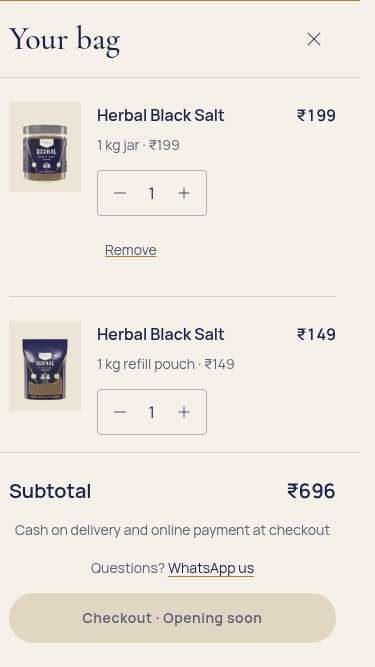 Your bag
Herbal Black Salt ₹199
1 kg jar · ₹199
HERBAL
1
Remove
Herbal Black Salt ₹149
1 kg refill pouch · ₹149
HERBAL
1
Subtotal ₹696
Cash on delivery and online payment at checkout
Questions? WhatsApp us
Checkout · Opening soon